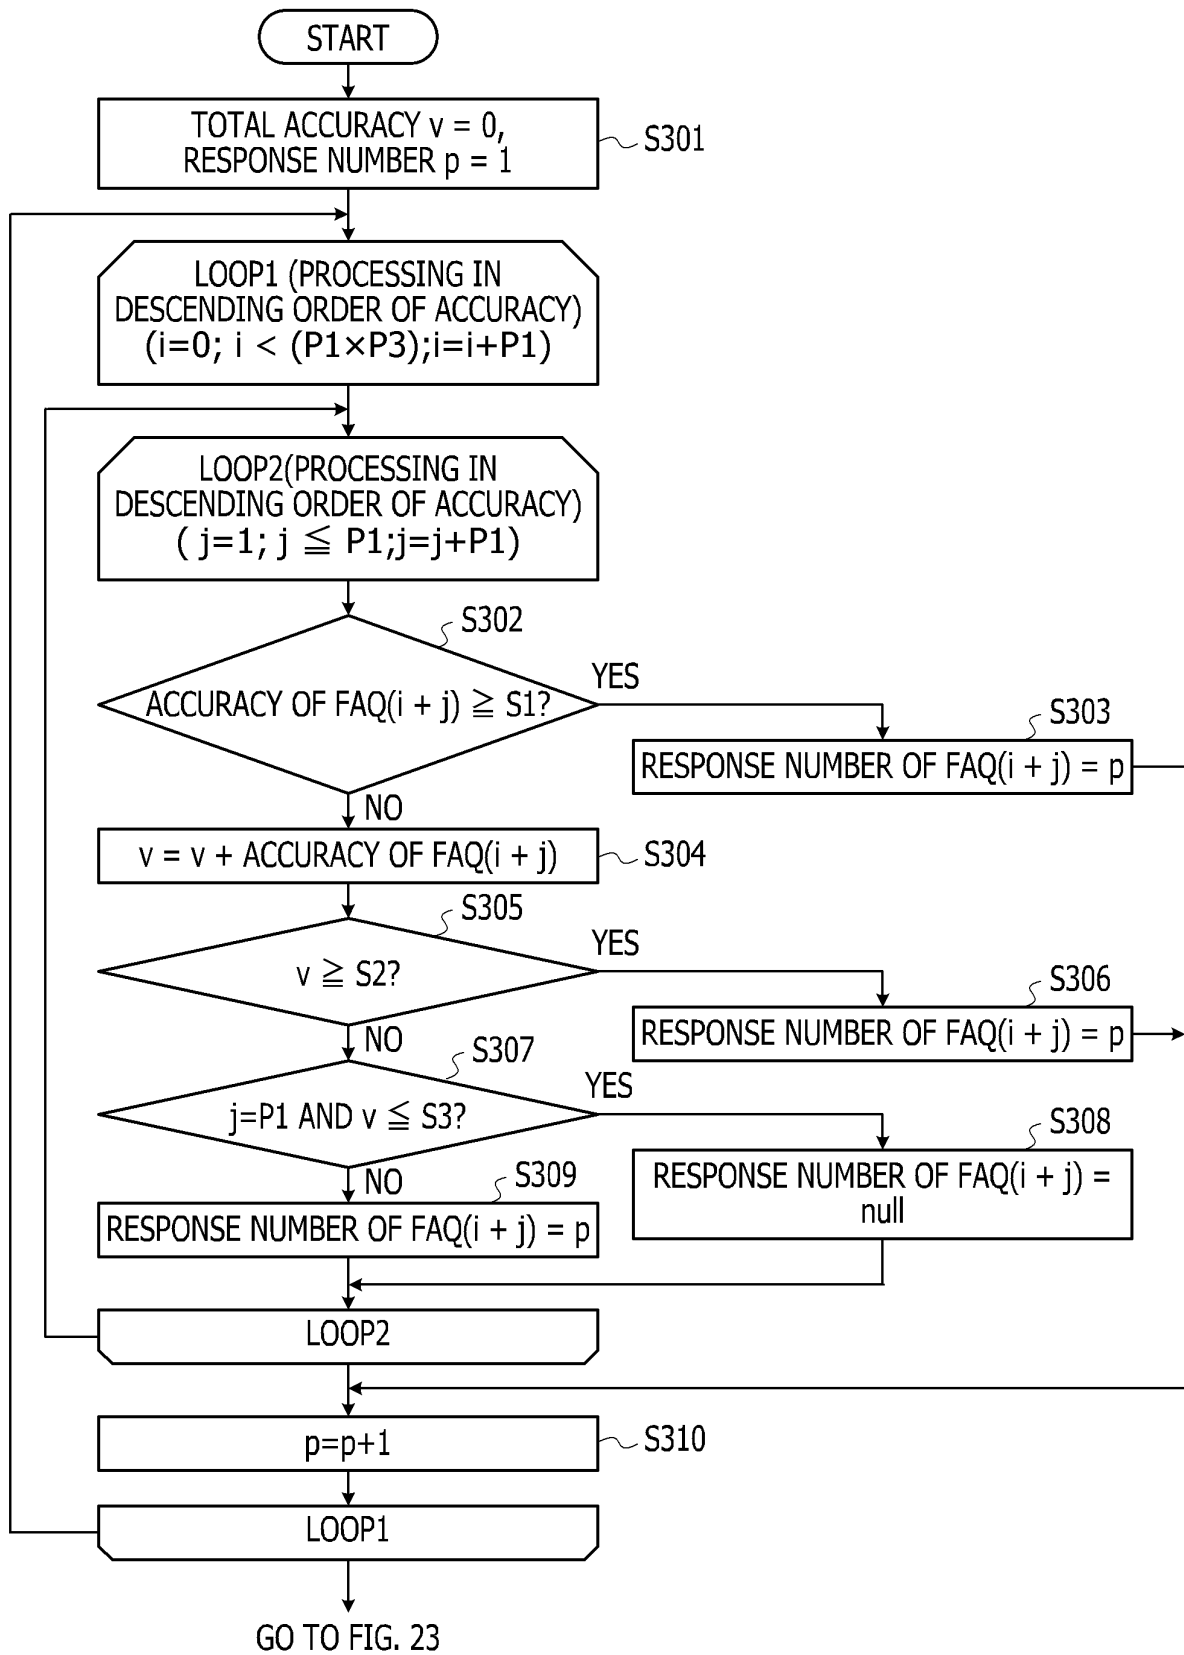 START
TOTAL ACCURACY v = 0,
RESPONSE NUMBER p = 1
S301
LOOP1 (PROCESSING IN
DESCENDING ORDER OF ACCURACY)
(i=0; i < (P1×P3);i=i+P1)
LOOP2(PROCESSING IN
DESCENDING ORDER OF ACCURACY)
( j=1; j ≦ P1;j=j+P1)
S302
ACCURACY OF FAQ(i + j) ≧ S1?
YES
S303
RESPONSE NUMBER OF FAQ(i + j) = p
NO
v = v + ACCURACY OF FAQ(i + j)
S304
S305
v ≧ S2?
YES
S306
RESPONSE NUMBER OF FAQ(i + j) = p
NO
S307
j=P1 AND v ≦ S3?
YES
S308
RESPONSE NUMBER OF FAQ(i + j) =
null
NO
S309
RESPONSE NUMBER OF FAQ(i + j) = p
LOOP2
p=p+1
S310
LOOP1
GO TO FIG. 23